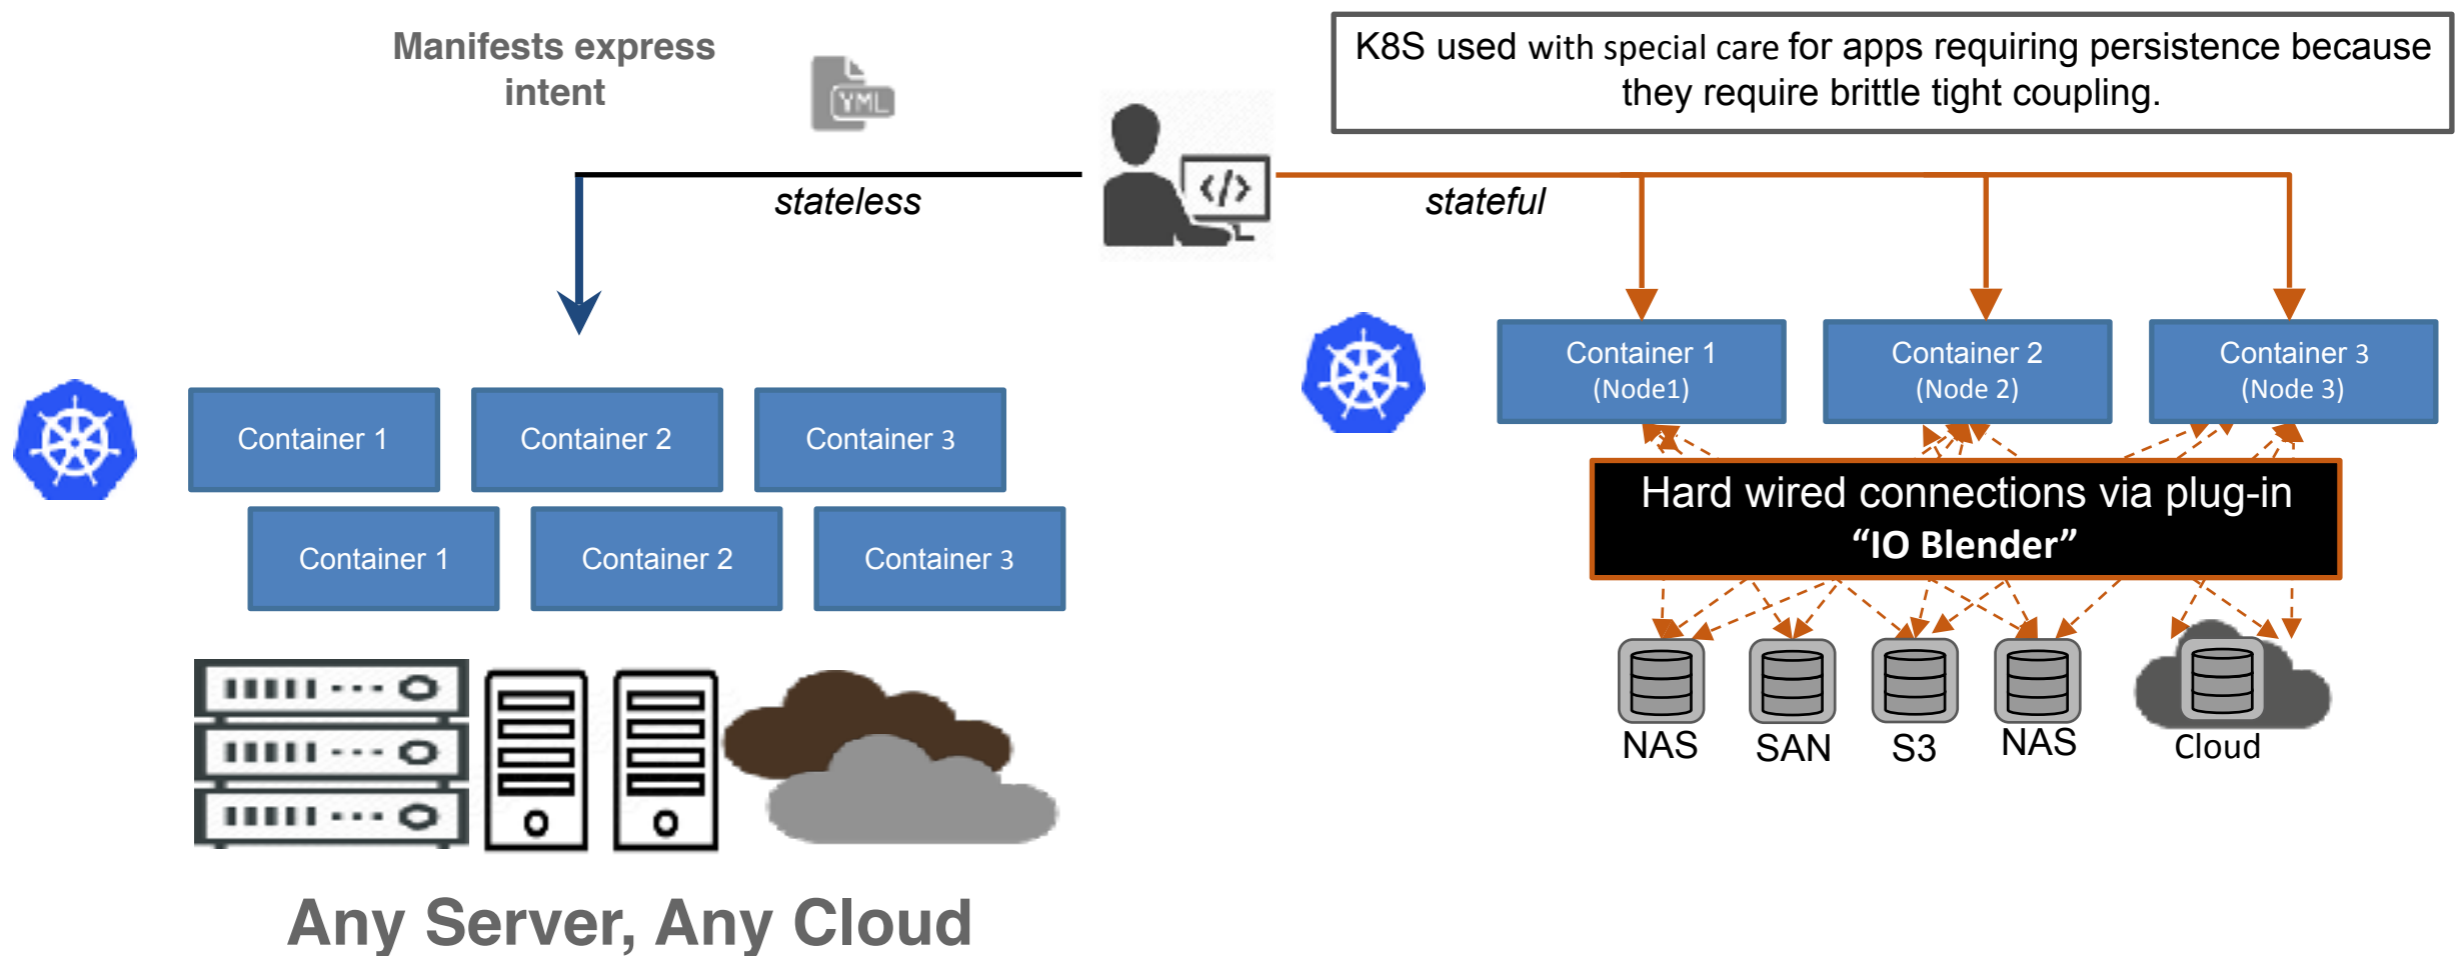 Manifests express
intent
YML
K8S used with special care for apps requiring persistence because
they require brittle tight coupling.
</>
stateless
stateful
Container 1
(Node1)
Container 2
(Node 2)
Container 3
(Node 3)
Container 1
Container 2
Container 3
Container 1
Container 2
Container 3
Hard wired connections via plug-in
“IO Blender”
NAS
SAN
S3
NAS
Cloud
Any Server, Any Cloud